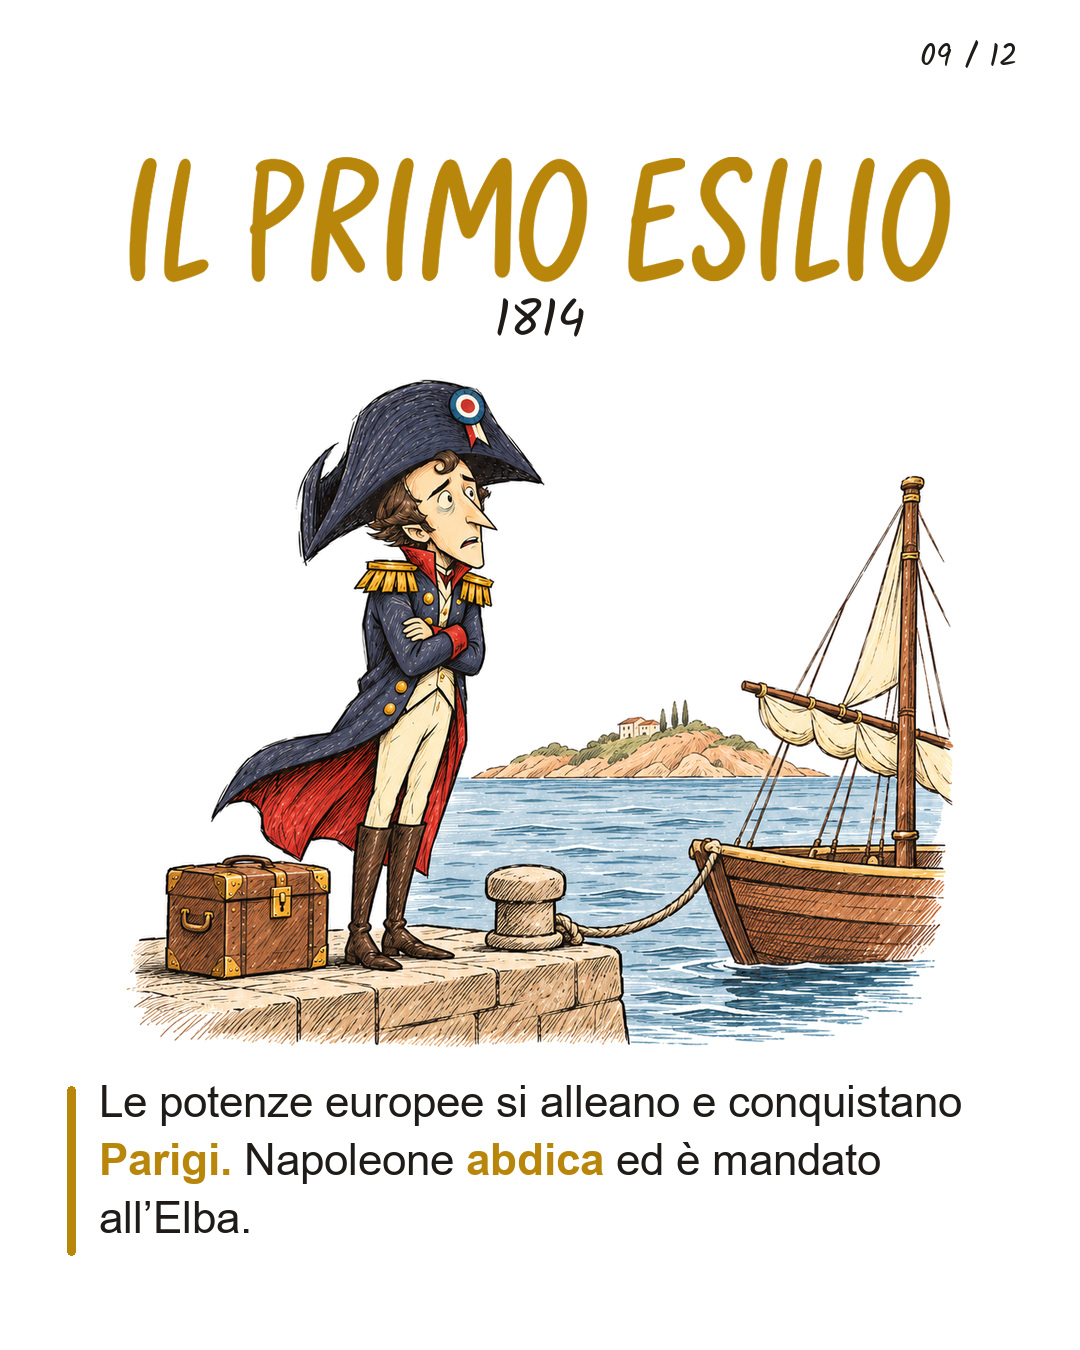 09 / 12
IL PRIMO ESILIO
1814
Le potenze europee si alleano e conquistano
Parigi. Napoleone abdica ed è mandato
all’Elba.